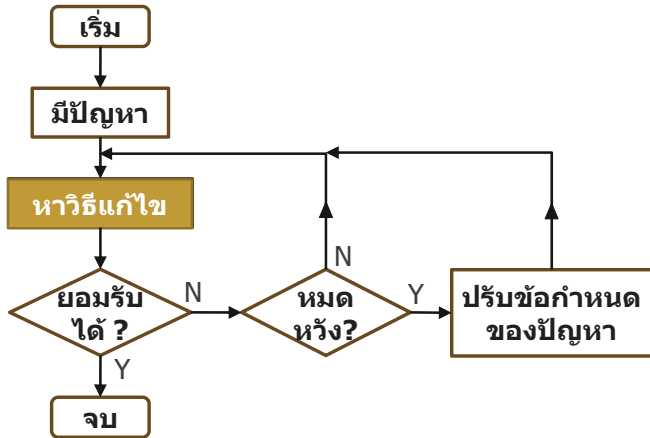 เริ่ม
มีปัญหา
หาวิธีแก้ไข
ยอมรับ
ได้ ?
N
Y
จบ
หมด
หวัง?
N
Y
ปรับข้อกำหนด
ของปัญหา